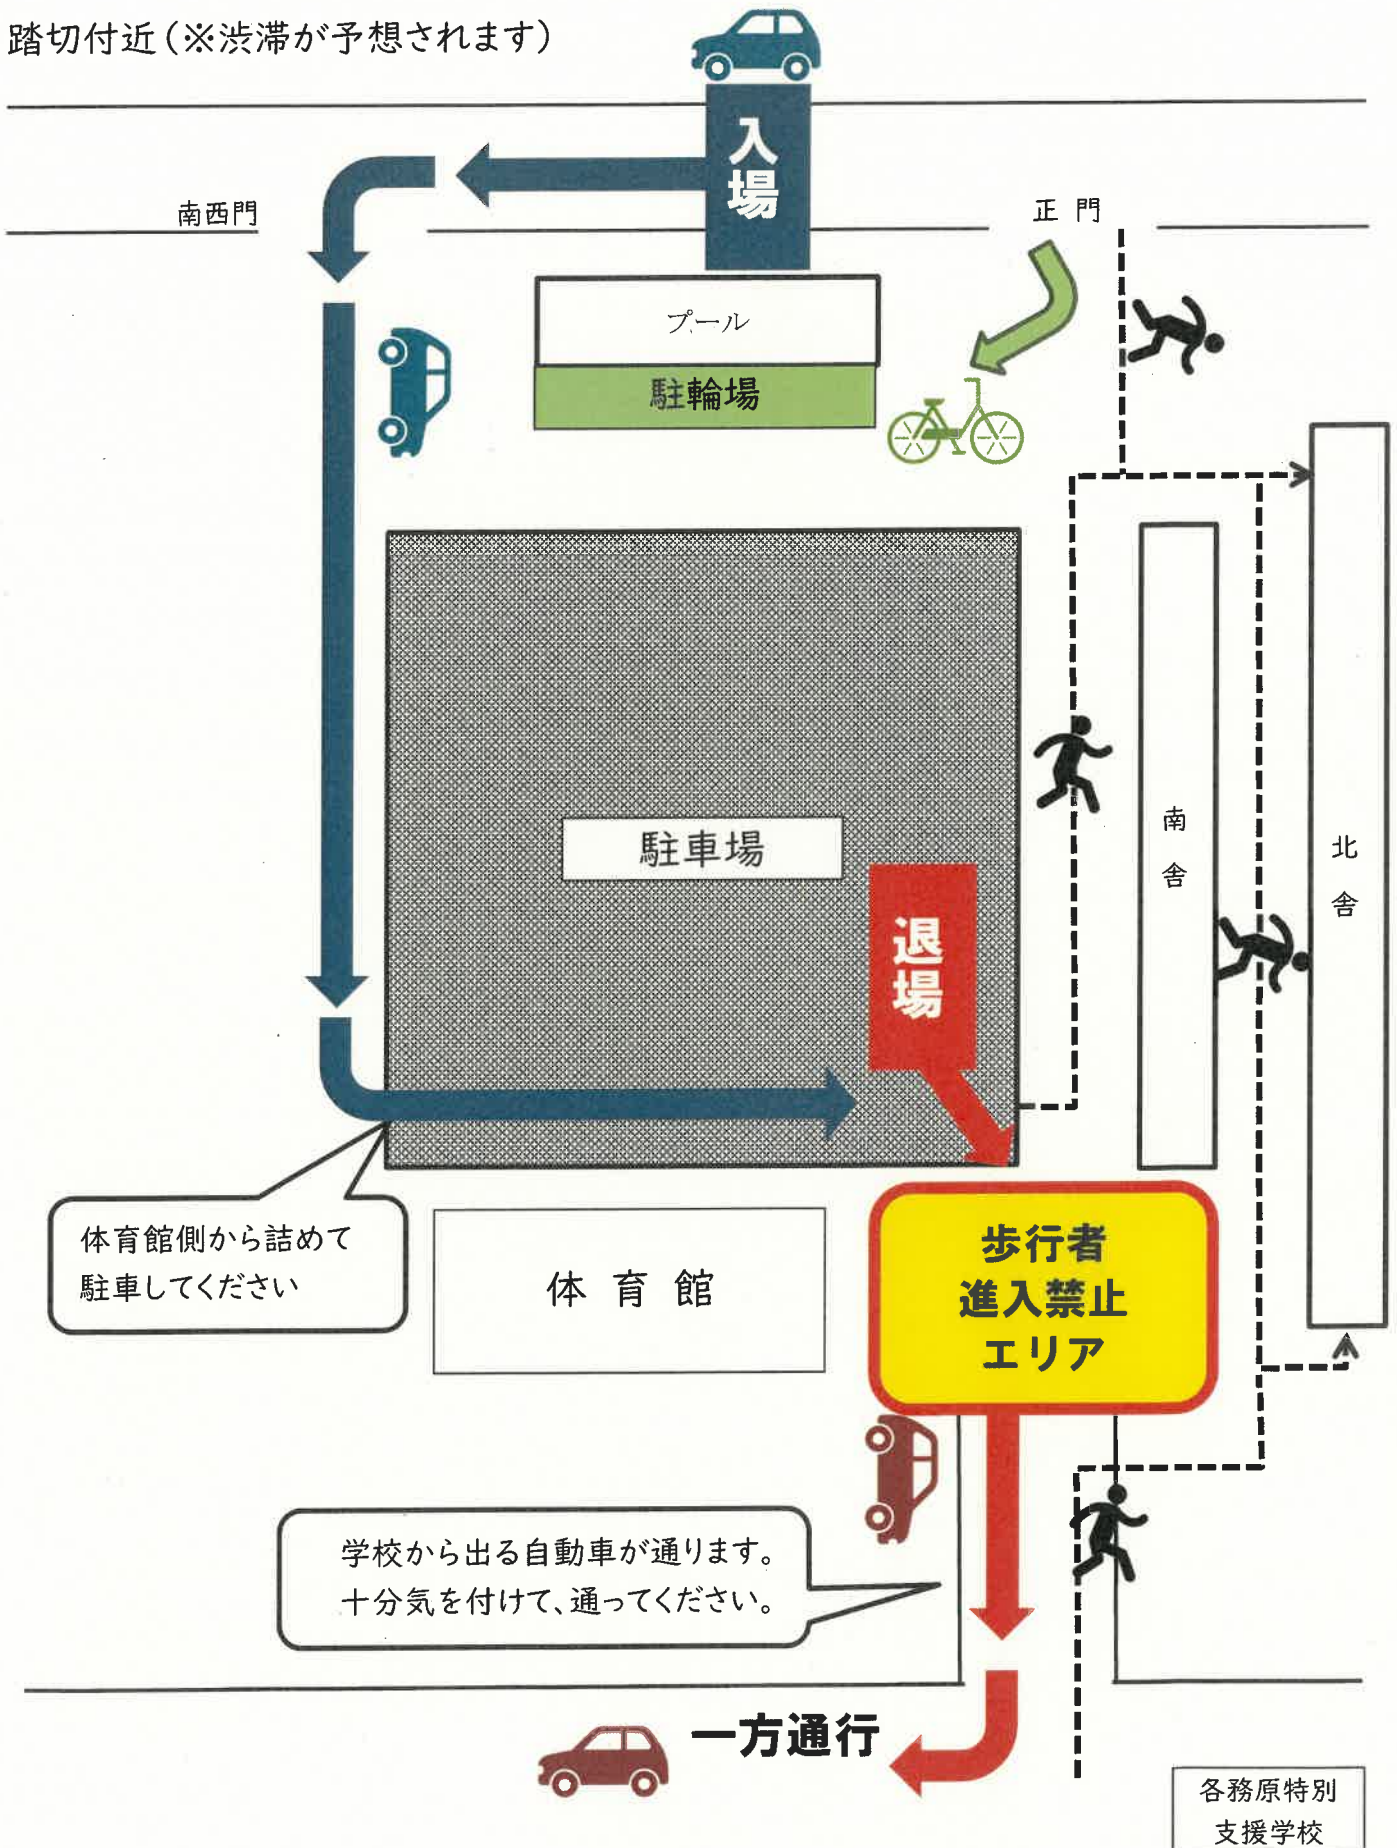 踏切付近(※渋滞が予想されます)
入場
南西門
正門
プール
駐輪場
駐車場
退場
南舎
北舎
体育館側から詰めて
駐車してください
体育館
歩行者
進入禁止
エリア
学校から出る自動車が通ります。
十分気を付けて、通ってください。
一方通行
各務原特別
支援学校